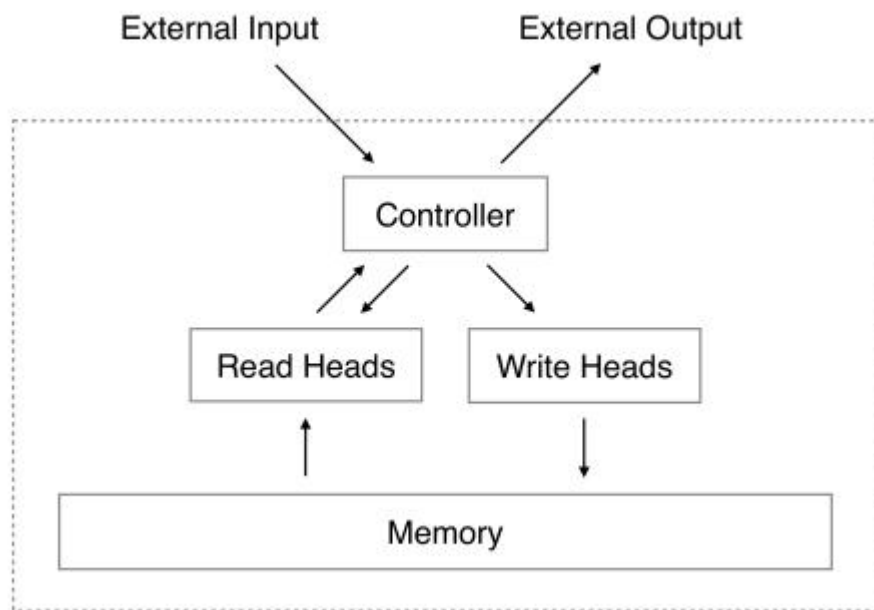 External Input
External Output
Controller
Read Heads
Write Heads
Memory